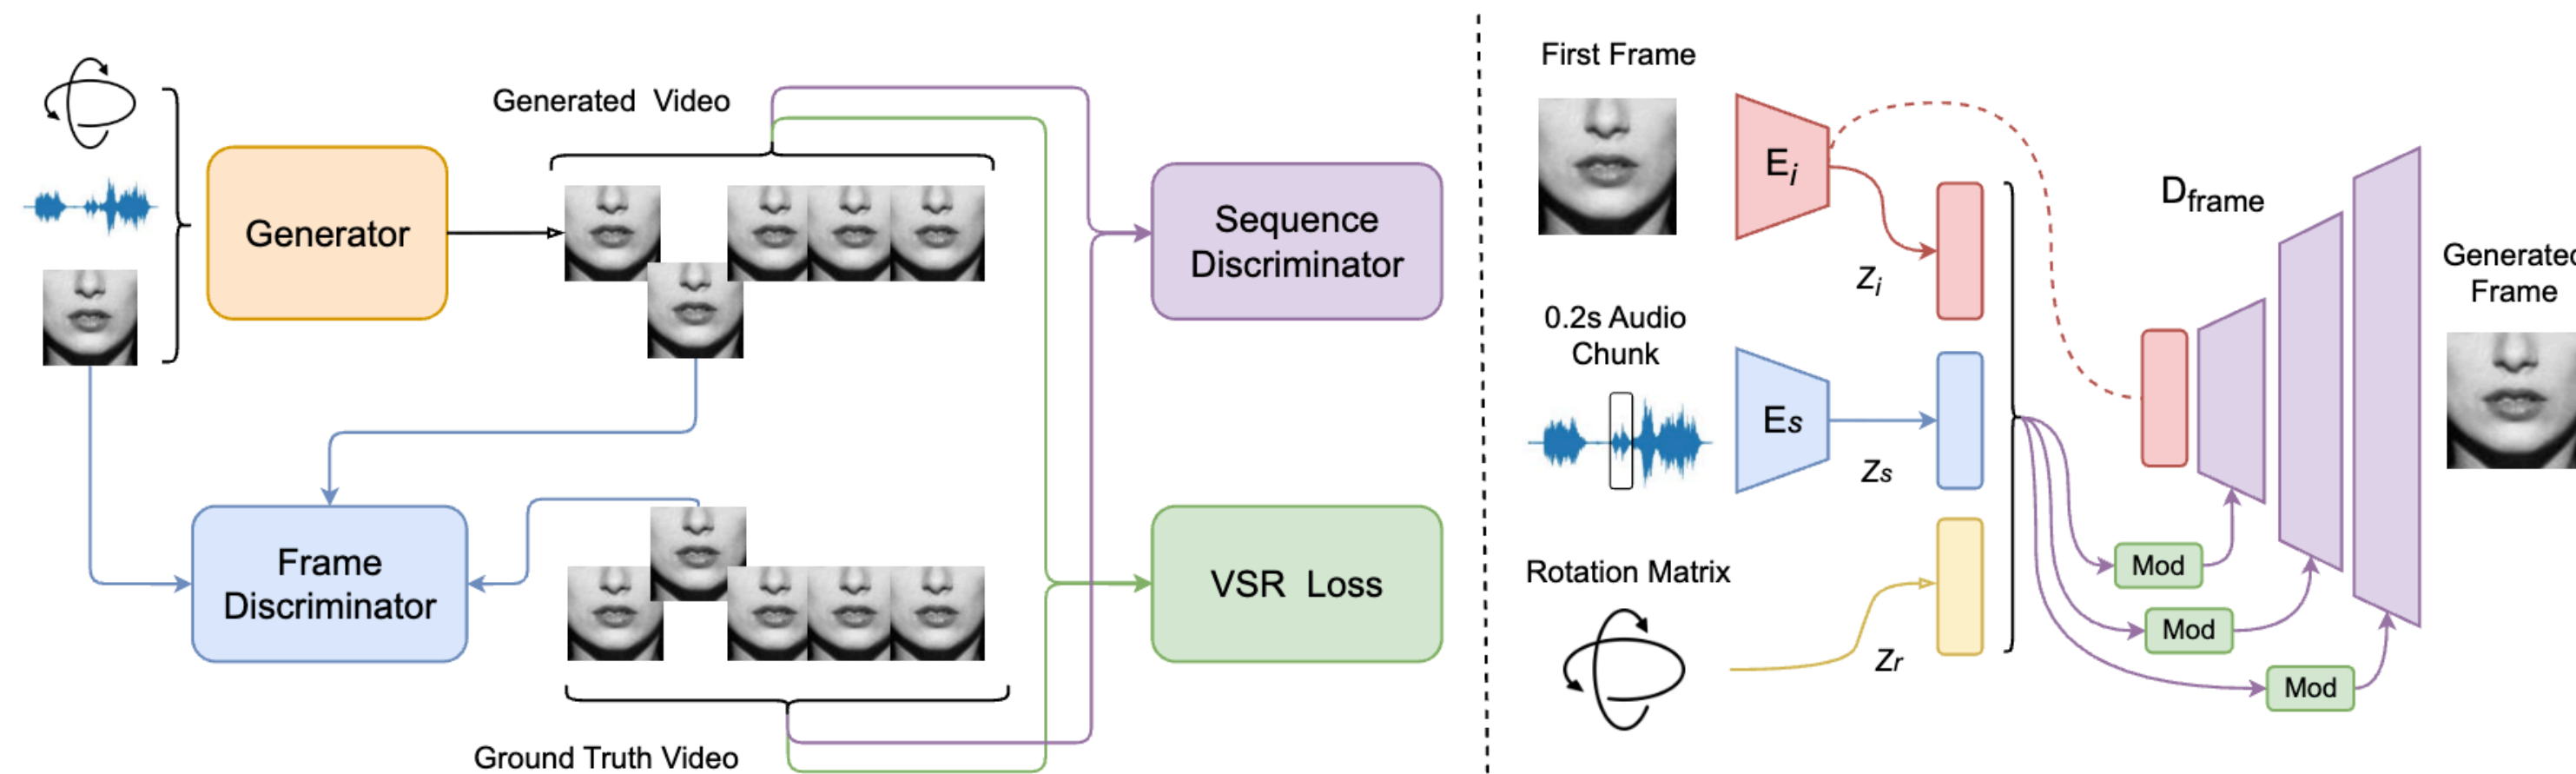 Generated Video
Generator
Sequence
Discriminator
Frame
Discriminator
VSR Loss
Ground Truth Video
First Frame
Ei
Zi
0.2s Audio
Chunk
Es
Zs
Rotation Matrix
Zr
Dframe
Mod
Mod
Mod
Generated
Frame